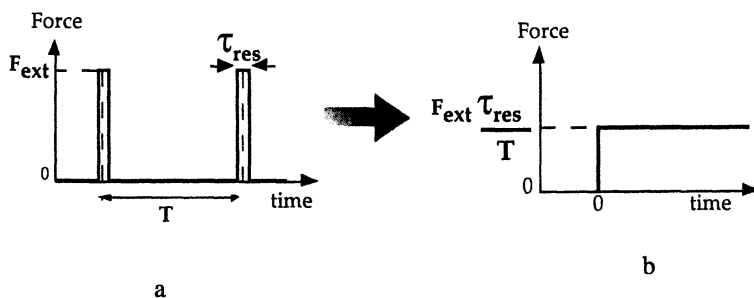 Force
F_ext
τ_res
0
T
time
a
Force
F_ext τ_res
T
0
0
time
b